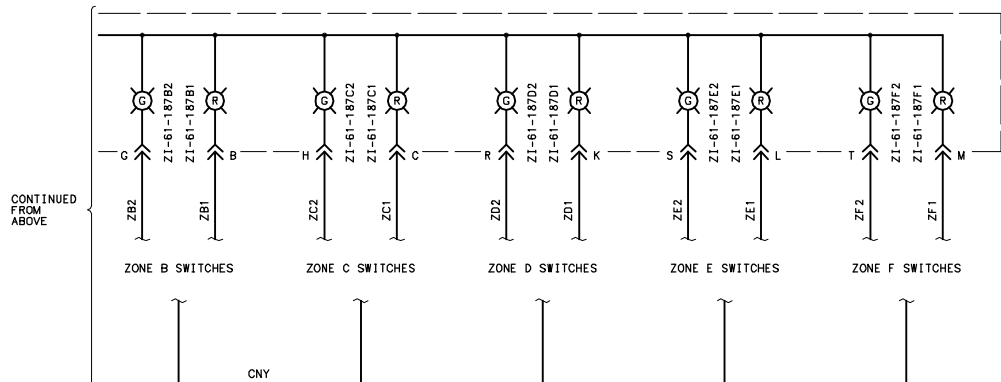 G
ZI-61-187B2
ZI-61-187B1
R
G
ZI-61-187C2
ZI-61-187C1
R
G
ZI-61-187D2
ZI-61-187D1
R
G
ZI-61-187E2
ZI-61-187E1
R
G
ZI-61-187F2
ZI-61-187F1
R
G
B
H
C
R
K
S
L
T
M
CONTINUED
FROM
ABOVE
ZB2
ZB1
ZC2
ZC1
ZD2
ZD1
ZE2
ZE1
ZF2
ZF1
ZONE B SWITCHES
ZONE C SWITCHES
ZONE D SWITCHES
ZONE E SWITCHES
ZONE F SWITCHES
CNY